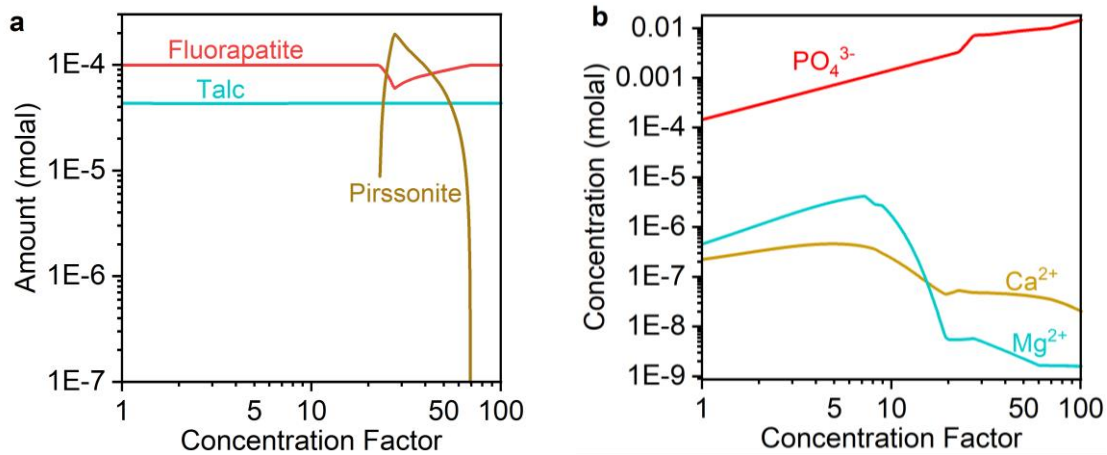 a
Amount (molal)
1E-4
1E-5
1E-6
1E-7
Fluorapatite
Talc
Pirssonite
1 5 10 50 100
Concentration Factor
b
Concentration (molal)
0.01
0.001
1E-4
1E-5
1E-6
1E-7
1E-8
1E-9
PO₄³⁻
Ca²⁺
Mg²⁺
1 5 10 50 100
Concentration Factor